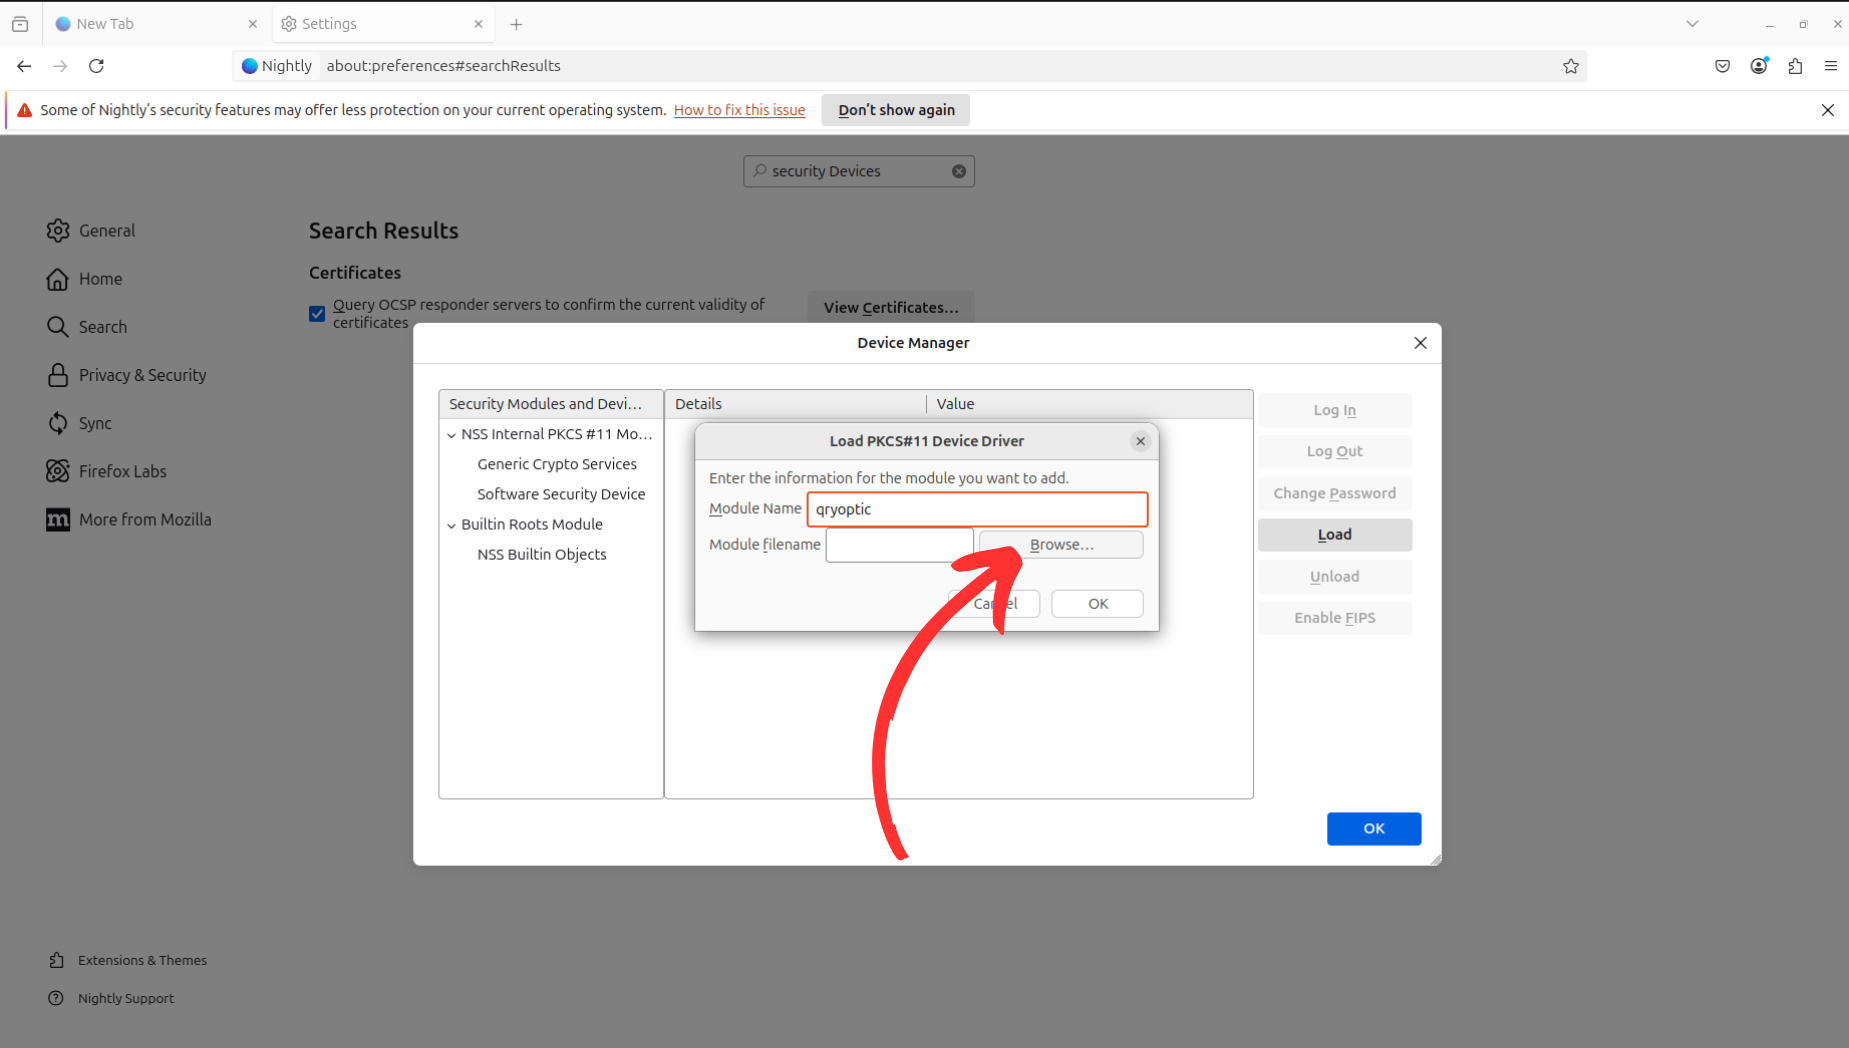 New Tab
Settings
Nightly
about:preferences#searchResults
Some of Nightly's security features may offer less protection on your current operating system. How to fix this issue Don't show again
security Devices
General
Home
Search
Privacy & Security
Sync
Firefox Labs
More from Mozilla
Extensions & Themes
Nightly Support
Search Results
Certificates
Query OCSP responder servers to confirm the current validity of
certificates
View Certificates…
Device Manager
Security Modules and Devi… Details Value
NSS Internal PKCS #11 Mo…
Generic Crypto Services
Software Security Device
Builtin Roots Module
NSS Builtin Objects
Load PKCS#11 Device Driver
Enter the information for the module you want to add.
Module Name qryoptic
Module filename Browse…
Cancel OK
Log In
Log Out
Change Password
Load
Unload
Enable FIPS
OK